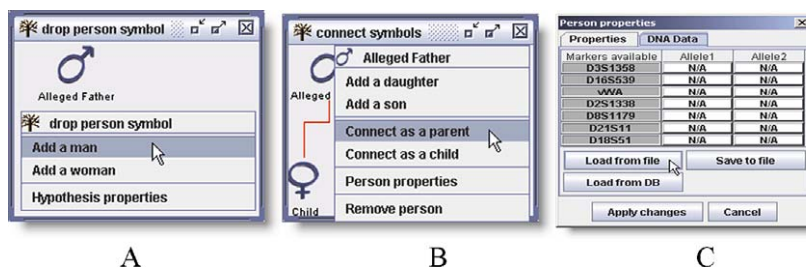 drop person symbol
Alleged Father
drop person symbol
Add a man
Add a woman
Hypothesis properties
A
connect symbols
Alleged
Child
Alleged Father
Add a daughter
Add a son
Connect as a parent
Connect as a child
Person properties
Remove person
B
Person properties
Properties DNA Data
Markers available Allele1 Allele2
D3S1358 N/A N/A
D16S539 N/A N/A
vWA N/A N/A
D2S1338 N/A N/A
D8S1179 N/A N/A
D21S11 N/A N/A
D18S51 N/A N/A
Load from file Save to file
Load from DB
Apply changes Cancel
C